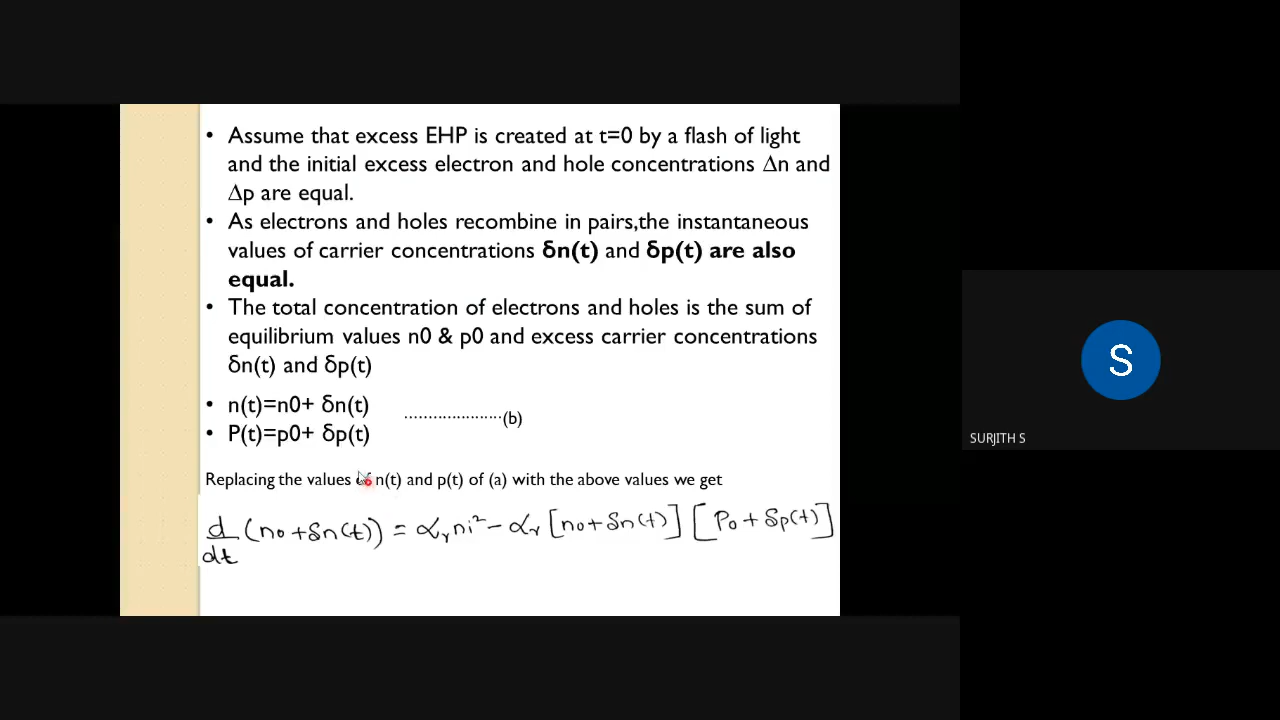 • Assume that excess EHP is created at t=0 by a flash of light
and the initial excess electron and hole concentrations Δn and
Δp are equal.
• As electrons and holes recombine in pairs,the instantaneous
values of carrier concentrations δn(t) and δp(t) are also
equal.
• The total concentration of electrons and holes is the sum of
equilibrium values n0 & p0 and excess carrier concentrations
δn(t) and δp(t)
• n(t)=n0+ δn(t)
.....................(b)
• P(t)=p0+ δp(t)
Replacing the values of n(t) and p(t) of (a) with the above values we get
d/dt (n₀ + δn(t)) = αᵣ ni² - αᵣ [n₀ + δn(t)] [P₀ + δp(t)]
S
SURJITH S